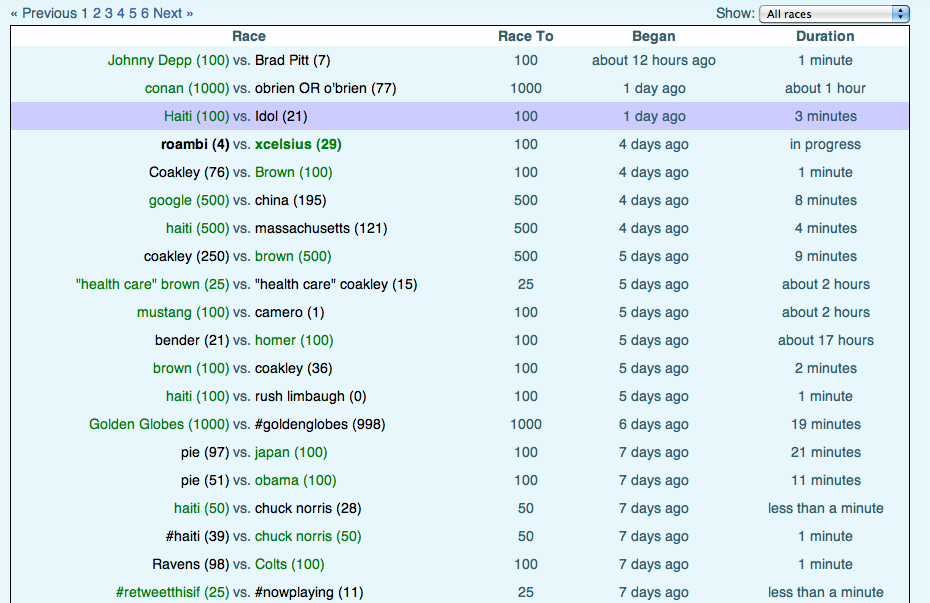 « Previous 1 2 3 4 5 6 Next » Show: All races
Race Race To Began Duration
Johnny Depp (100) vs. Brad Pitt (7) 100 about 12 hours ago 1 minute
conan (1000) vs. obrien OR o'brien (77) 1000 1 day ago about 1 hour
Haiti (100) vs. Idol (21) 100 1 day ago 3 minutes
roambi (4) vs. xcelsius (29) 100 4 days ago in progress
Coakley (76) vs. Brown (100) 100 4 days ago 1 minute
google (500) vs. china (195) 500 4 days ago 8 minutes
haiti (500) vs. massachusetts (121) 500 4 days ago 4 minutes
coakley (250) vs. brown (500) 500 5 days ago 9 minutes
"health care" brown (25) vs. "health care" coakley (15) 25 5 days ago about 2 hours
mustang (100) vs. camero (1) 100 5 days ago about 2 hours
bender (21) vs. homer (100) 100 5 days ago about 17 hours
brown (100) vs. coakley (36) 100 5 days ago 2 minutes
haiti (100) vs. rush limbaugh (0) 100 5 days ago 1 minute
Golden Globes (1000) vs. #goldenglobes (998) 1000 6 days ago 19 minutes
pie (97) vs. japan (100) 100 7 days ago 21 minutes
pie (51) vs. obama (100) 100 7 days ago 11 minutes
haiti (50) vs. chuck norris (28) 50 7 days ago less than a minute
#haiti (39) vs. chuck norris (50) 50 7 days ago 1 minute
Ravens (98) vs. Colts (100) 100 7 days ago 1 minute
#retweetthisif (25) vs. #nowplaying (11) 25 7 days ago less than a minute